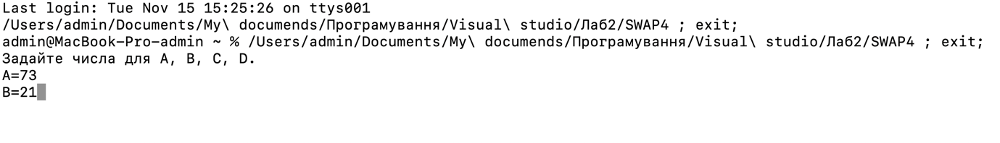 Last login: Tue Nov 15 15:25:26 on ttys001
/Users/admin/Documents/My\ documends/Програмування/Visual\ studio/Лаб2/SWAP4 ; exit;
admin@MacBook-Pro-admin ~ % /Users/admin/Documents/My\ documends/Програмування/Visual\ studio/Лаб2/SWAP4 ; exit;
Задайте числа для A, B, C, D.
A=73
B=21